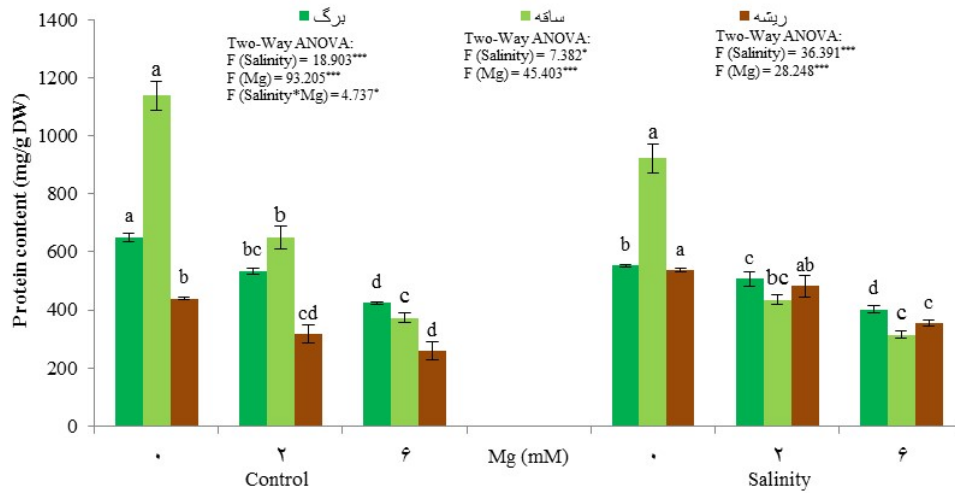 برگ
Two-Way ANOVA:
F (Salinity) = 18.903***
F (Mg) = 93.205***
F (Salinity*Mg) = 4.737*
ساقه
Two-Way ANOVA:
F (Salinity) = 7.382*
F (Mg) = 45.403***
ریشه
Two-Way ANOVA:
F (Salinity) = 36.391***
F (Mg) = 28.248***
Protein content (mg/g DW)
1400
1200
1000
800
600
400
200
0
a a b
bc b cd
d c d
b a a
c bc ab
d c c
۰ ۲ ۶ Mg (mM) ۰ ۲ ۶
Control Salinity